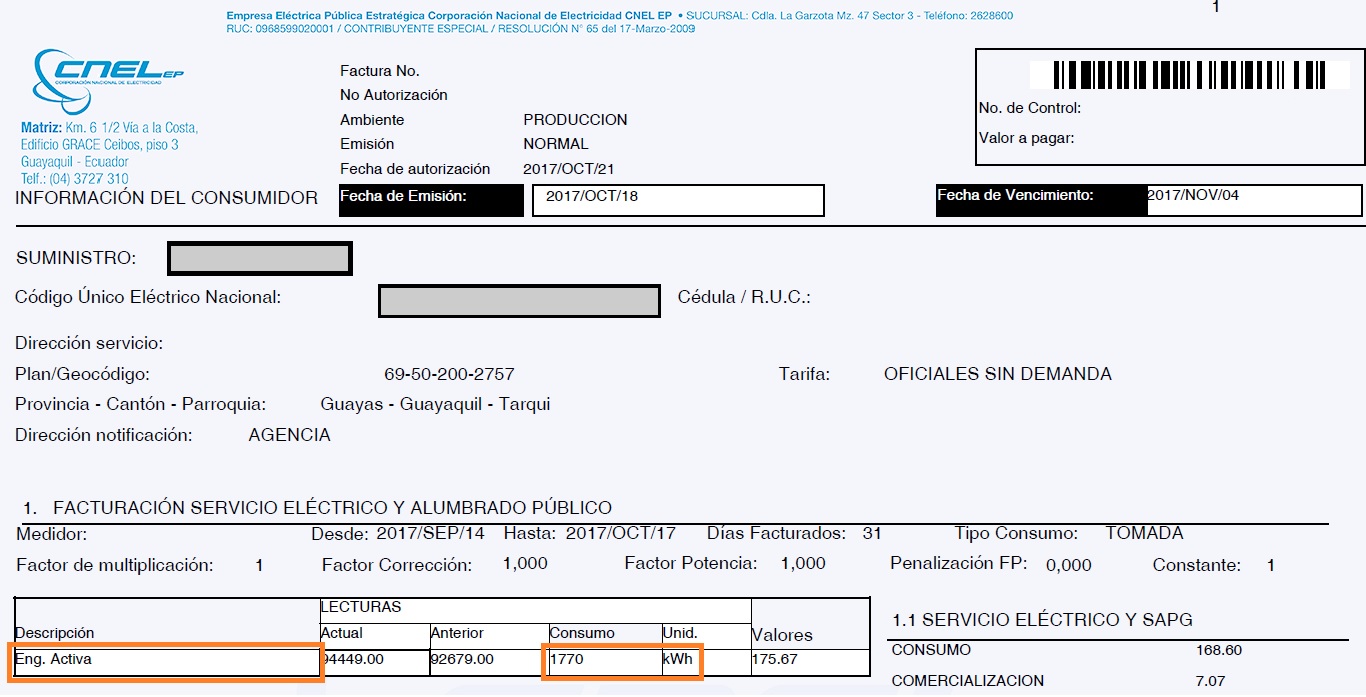 1
Empresa Eléctrica Pública Estratégica Corporación Nacional de Electricidad CNEL EP • SUCURSAL: Cdla. La Garzota Mz. 47 Sector 3 - Teléfono: 2628600
RUC: 0968599020001 / CONTRIBUYENTE ESPECIAL / RESOLUCIÓN N° 65 del 17-Marzo-2009
CNEL EP
CORPORACIÓN NACIONAL DE ELECTRICIDAD
Matriz: Km. 6 1/2 Vía a la Costa,
Edificio GRACE Ceibos, piso 3
Guayaquil - Ecuador
Telf.: (04) 3727 310
Factura No.
No Autorización
Ambiente PRODUCCION
Emisión NORMAL
Fecha de autorización 2017/OCT/21
No. de Control:
Valor a pagar:
INFORMACIÓN DEL CONSUMIDOR Fecha de Emisión: 2017/OCT/18 Fecha de Vencimiento: 2017/NOV/04
SUMINISTRO:
Código Único Eléctrico Nacional: Cédula / R.U.C.:
Dirección servicio:
Plan/Geocódigo: 69-50-200-2757 Tarifa: OFICIALES SIN DEMANDA
Provincia - Cantón - Parroquia: Guayas - Guayaquil - Tarqui
Dirección notificación: AGENCIA
1. FACTURACIÓN SERVICIO ELÉCTRICO Y ALUMBRADO PÚBLICO
Medidor: Desde: 2017/SEP/14 Hasta: 2017/OCT/17 Días Facturados: 31 Tipo Consumo: TOMADA
Factor de multiplicación: 1 Factor Corrección: 1,000 Factor Potencia: 1,000 Penalización FP: 0,000 Constante: 1
LECTURAS
Descripción Actual Anterior Consumo Unid. Valores
Eng. Activa 94449.00 92679.00 1770 kWh 175.67
1.1 SERVICIO ELÉCTRICO Y SAPG
CONSUMO 168.60
COMERCIALIZACION 7.07